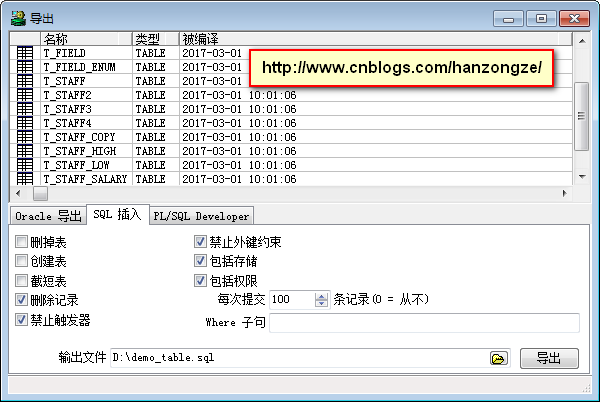 导出
名称 类型 被编译
T_FIELD TABLE 2017-03-01
T_FIELD_ENUM TABLE 2017-03-01
http://www.cnblogs.com/hanzongze/
T_STAFF TABLE 2017-03-01
T_STAFF2 TABLE 2017-03-01 10:01:06
T_STAFF3 TABLE 2017-03-01 10:01:06
T_STAFF4 TABLE 2017-03-01 10:01:06
T_STAFF_COPY TABLE 2017-03-01 10:01:06
T_STAFF_HIGH TABLE 2017-03-01 10:01:06
T_STAFF_LOW TABLE 2017-03-01 10:01:06
T_STAFF_SALARY TABLE 2017-03-01 10:01:06
Oracle 导出 SQL 插入 PL/SQL Developer
删掉表 禁止外键约束
创建表 包括存储
截短表 包括权限
删除记录 每次提交 100 条记录(0 = 从不)
禁止触发器 Where 子句
输出文件 D:\demo_table.sql 导出